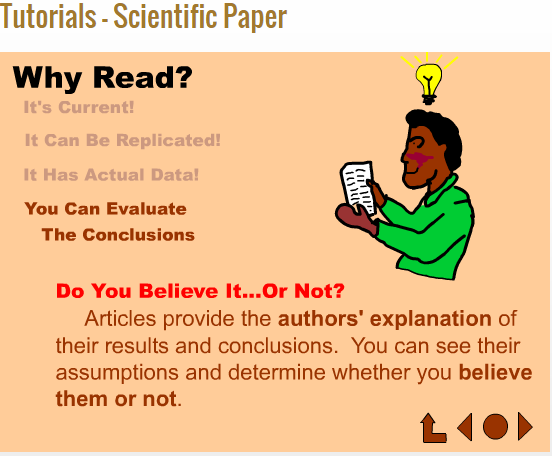 Tutorials - Scientific Paper
Why Read?
It's Current!
It Can Be Replicated!
It Has Actual Data!
You Can Evaluate
The Conclusions
Do You Believe It...Or Not?
Articles provide the authors' explanation of
their results and conclusions.  You can see their
assumptions and determine whether you believe
them or not.